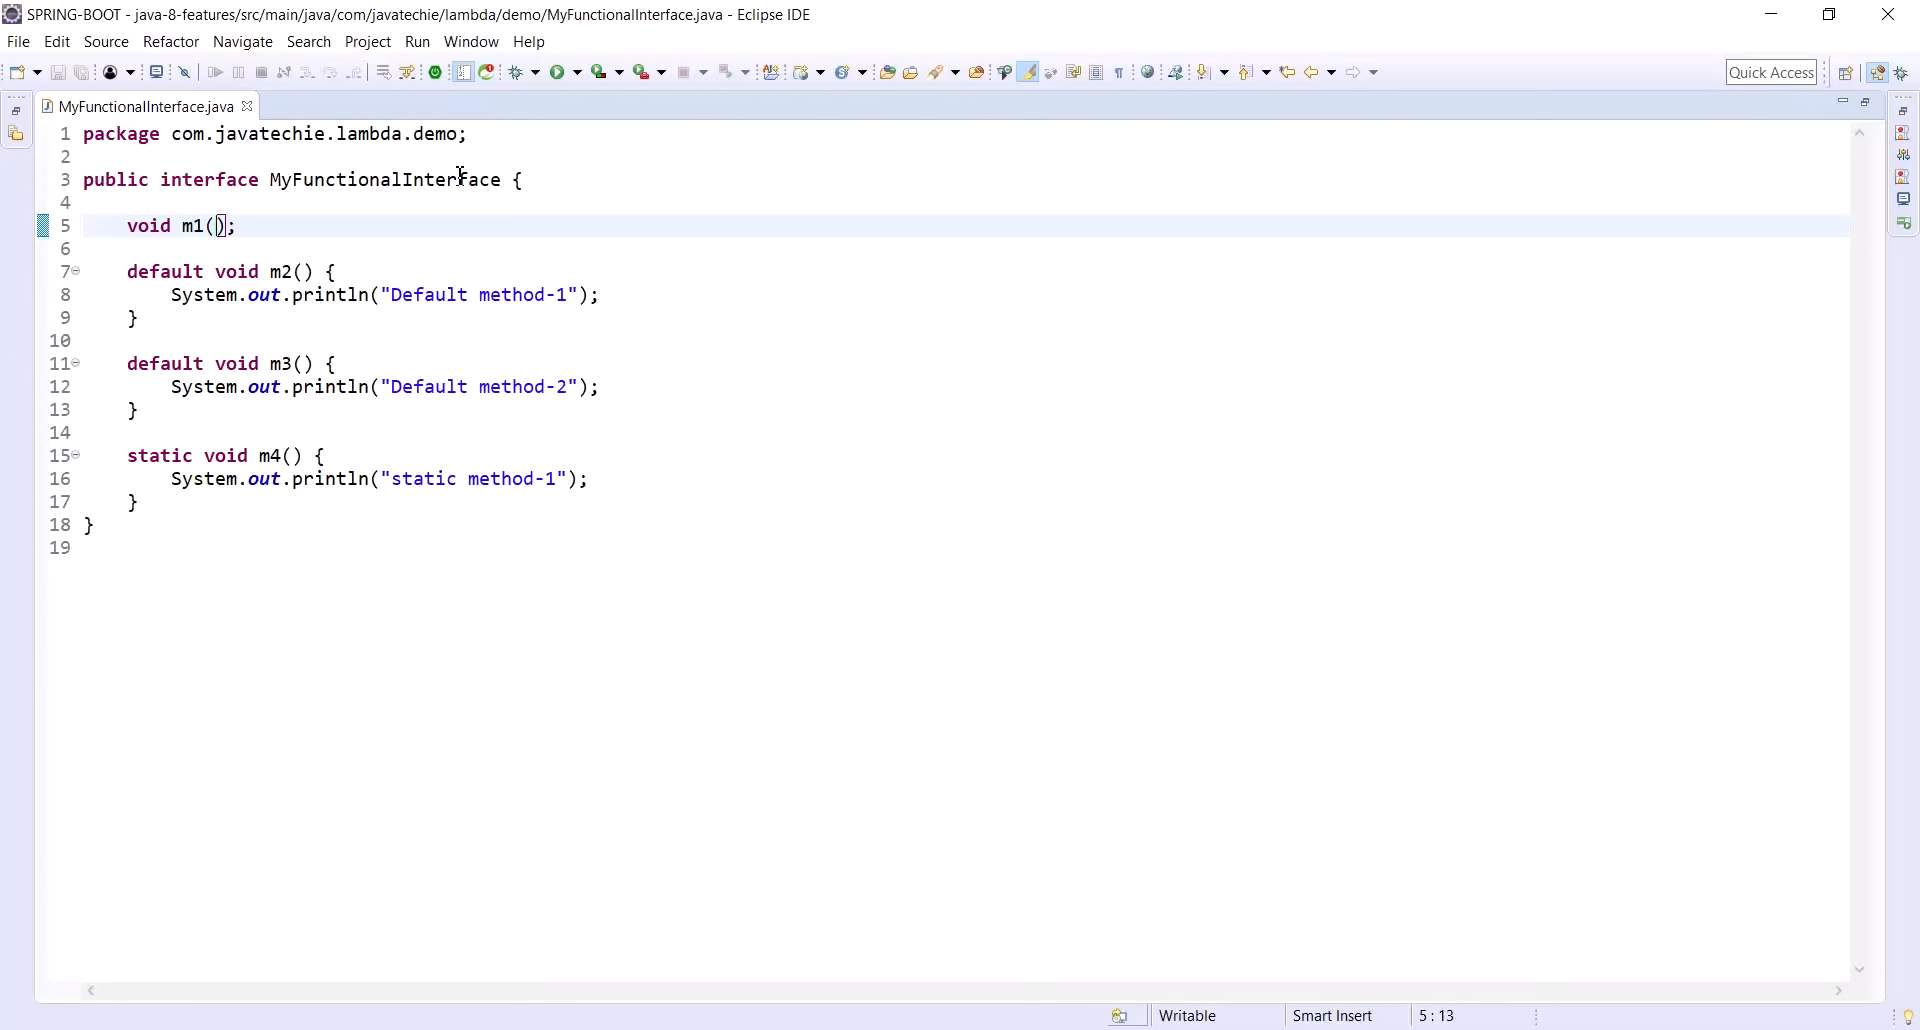 SPRING-BOOT - java-8-features/src/main/java/com/javatechie/lambda/demo/MyFunctionalInterface.java - Eclipse IDE
File Edit Source Refactor Navigate Search Project Run Window Help
Quick Access
MyFunctionalInterface.java
1 package com.javatechie.lambda.demo;
2
3 public interface MyFunctionalInterface {
4
5     void m1();
6
7     default void m2() {
8         System.out.println("Default method-1");
9     }
10
11     default void m3() {
12         System.out.println("Default method-2");
13     }
14
15     static void m4() {
16         System.out.println("static method-1");
17     }
18 }
19
Writable Smart Insert 5 : 13